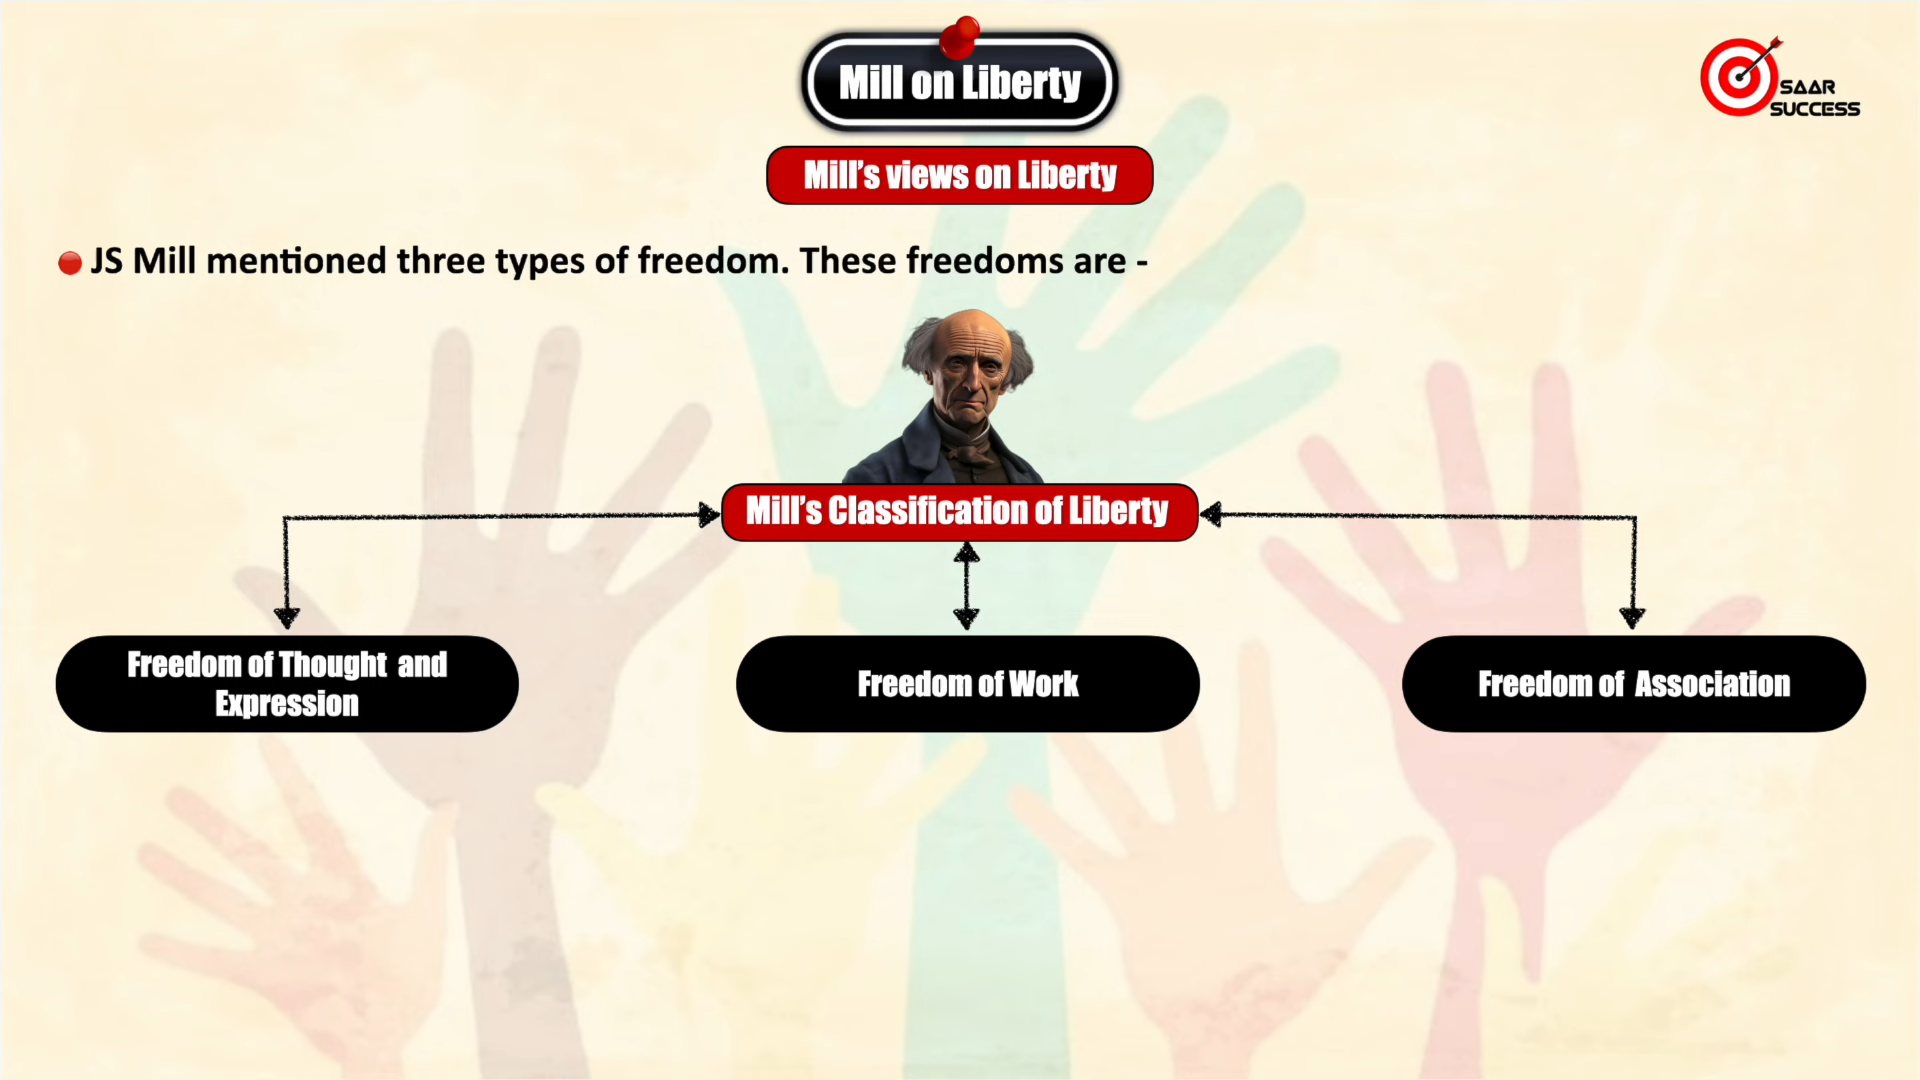 Mill on Liberty
SAAR
SUCCESS
Mill's views on Liberty
JS Mill mentioned three types of freedom. These freedoms are -
Mill's Classification of Liberty
Freedom of Thought and
Expression
Freedom of Work
Freedom of Association